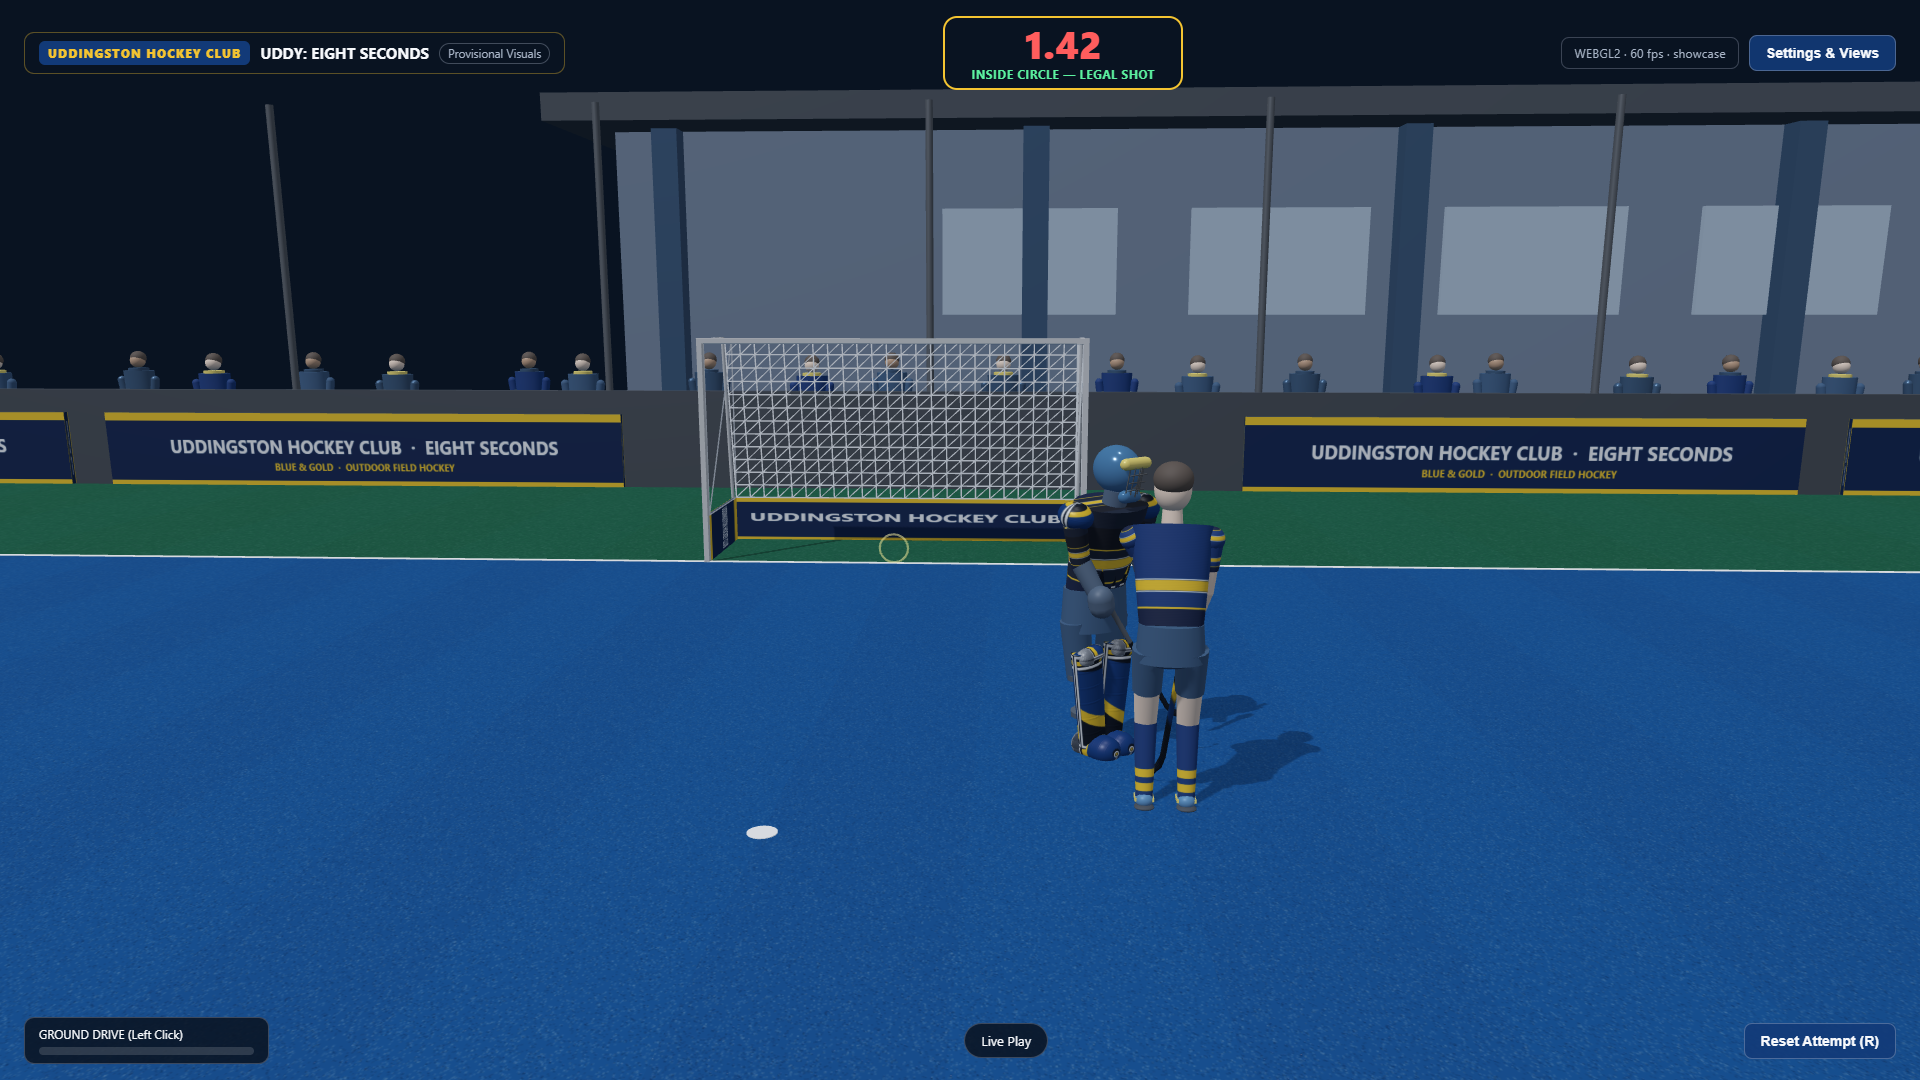 UDDINGSTON HOCKEY CLUB UDDY: EIGHT SECONDS Provisional Visuals
1.42
INSIDE CIRCLE — LEGAL SHOT
WEBGL2 · 60 fps · showcase
Settings & Views
S
UDDINGSTON HOCKEY CLUB · EIGHT SECONDS
BLUE & GOLD · OUTDOOR FIELD HOCKEY
UDDINGSTON HOCKEY CLUB · EIGHT SECONDS
BLUE & GOLD · OUTDOOR FIELD HOCKEY
UDDINGSTON HOCKEY CLUB
GROUND DRIVE (Left Click)
Live Play
Reset Attempt (R)